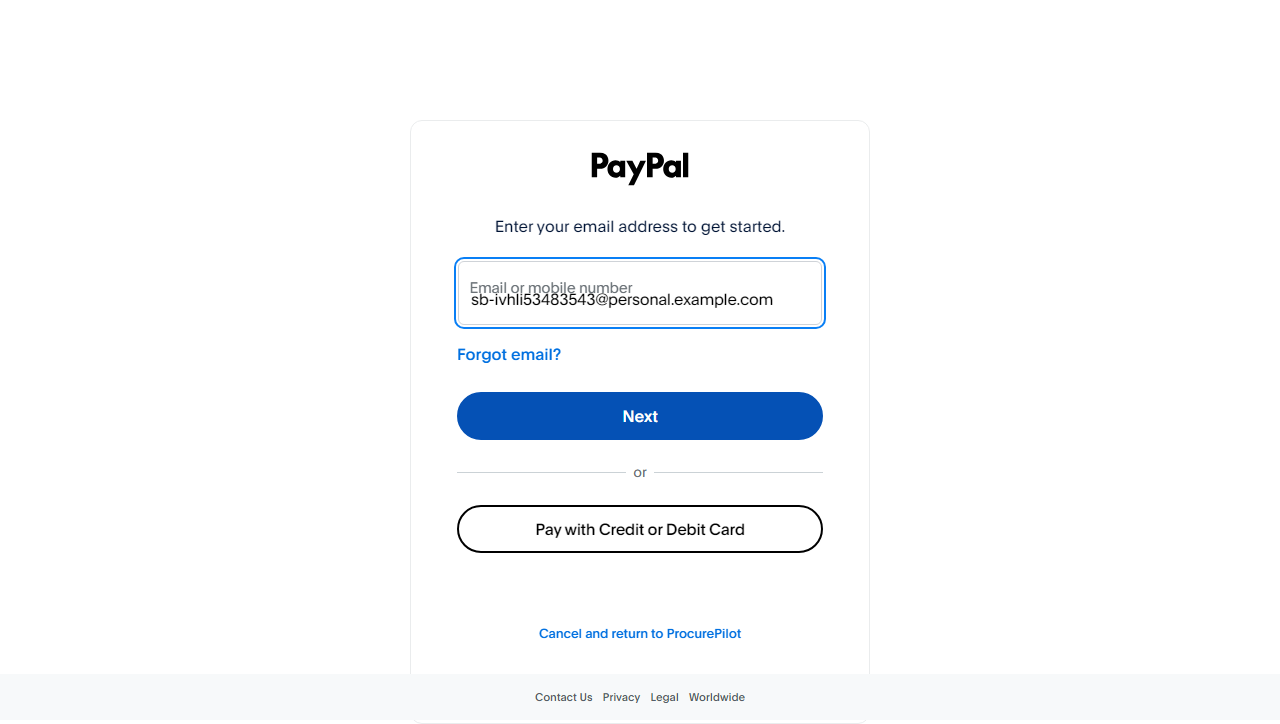 PayPal
Enter your email address to get started.
Email or mobile number
sb-ivhli53483543@personal.example.com
Forgot email?
Next
or
Pay with Credit or Debit Card
Cancel and return to ProcurePilot
Contact Us Privacy Legal Worldwide